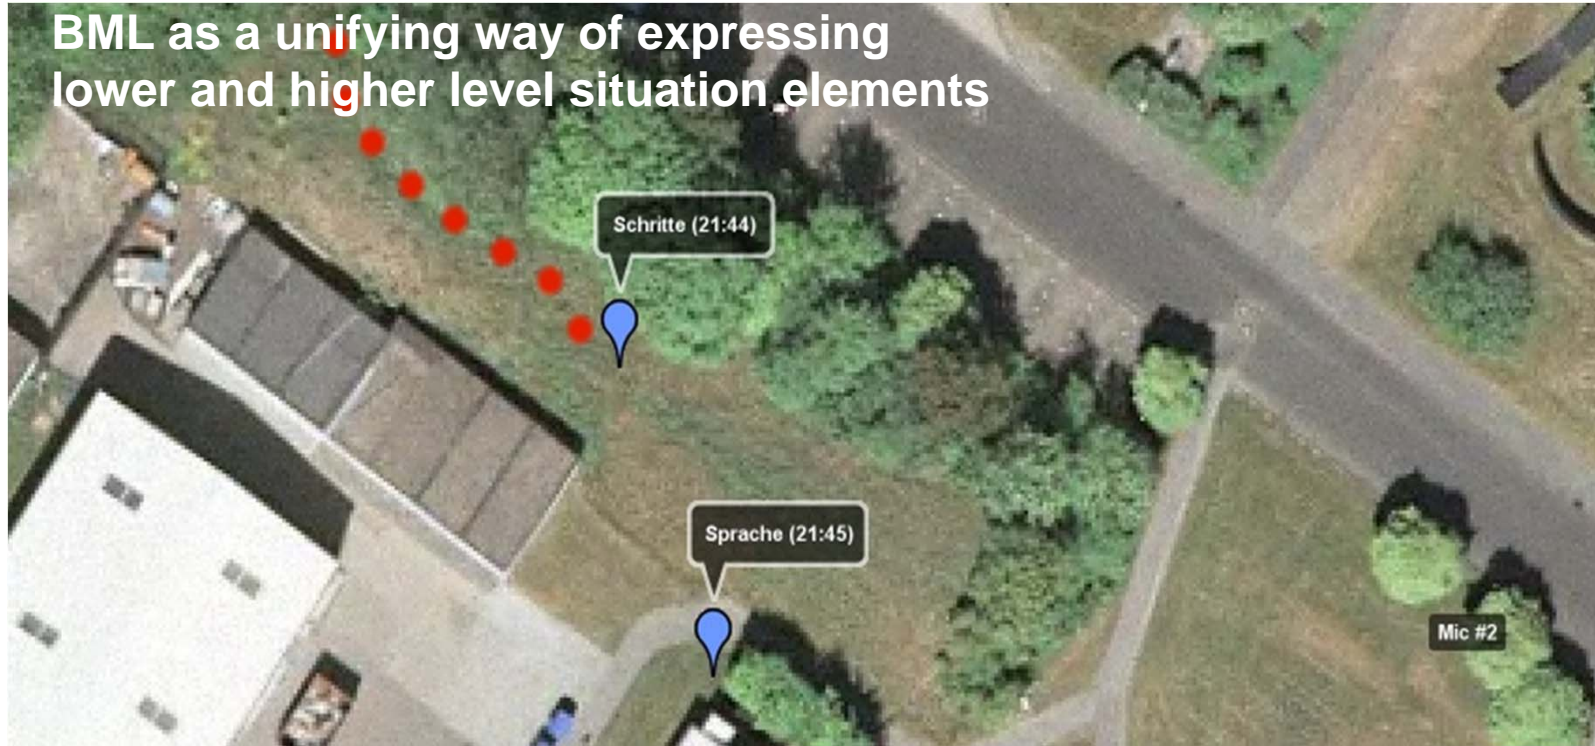 BML as a unifying way of expressing
lower and higher level situation elements
Schritte (21:44)
Sprache (21:45)
Mic #2